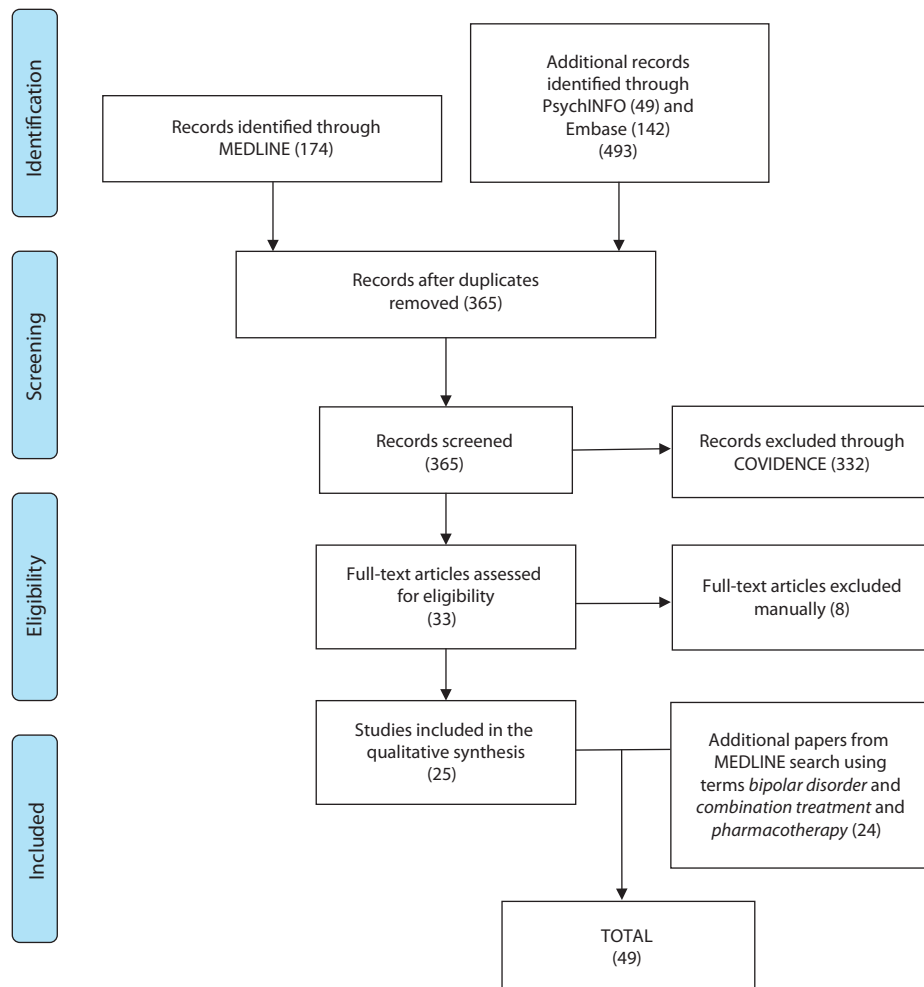 Identification
Records identified through
MEDLINE (174)
Additional records
identified through
PsychINFO (49) and
Embase (142)
(493)
Screening
Records after duplicates
removed (365)
Records screened
(365)
Records excluded through
COVIDENCE (332)
Eligibility
Full-text articles assessed
for eligibility
(33)
Full-text articles excluded
manually (8)
Included
Studies included in the
qualitative synthesis
(25)
Additional papers from
MEDLINE search using
terms bipolar disorder and
combination treatment and
pharmacotherapy (24)
TOTAL
(49)